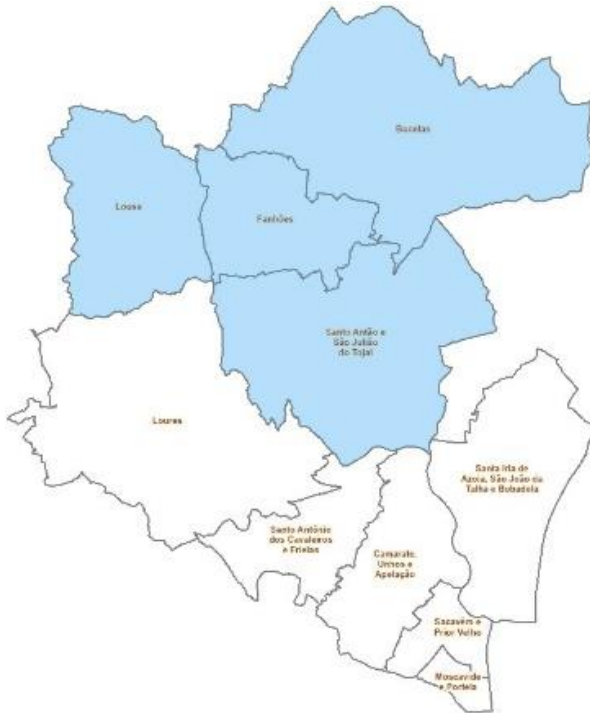 Bucelas
Lousa
Fanhões
Santo Antão e
São Julião
do Tojal
Loures
Santa Iria de
Azoia, São João da
Talha e Bobadela
Santo António
dos Cavaleiros
e Frielas
Camarate,
Unhos e
Apelação
Sacavém e
Prior Velho
Moscavide
e Portela